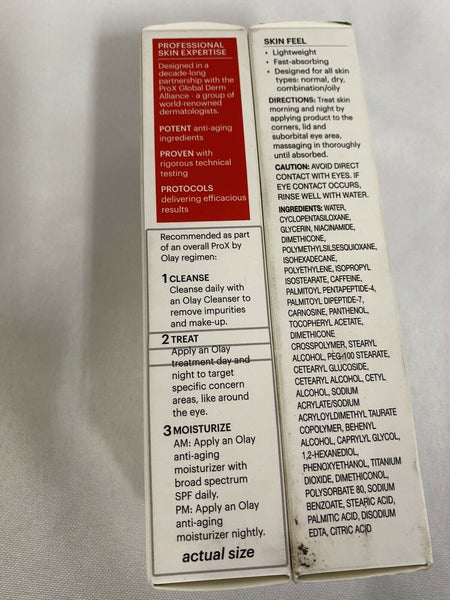 PROFESSIONAL
SKIN EXPERTISE
Designed in a
decade-long
partnership with the
ProX Global Derm
Alliance - a group of
world-renowned
dermatologists.
POTENT anti-aging
ingredients
PROVEN with
rigorous technical
testing
PROTOCOLS
delivering efficacious
results
Recommended as part
of an overall ProX by
Olay regimen:
1 CLEANSE
Cleanse daily with
an Olay Cleanser to
remove impurities
and make-up.
2 TREAT
Apply an Olay
treatment day and
night to target
specific concern
areas, like around
the eye.
3 MOISTURIZE
AM: Apply an Olay
anti-aging
moisturizer with
broad spectrum
SPF daily.
PM: Apply an Olay
anti-aging
moisturizer nightly.
actual size
SKIN FEEL
• Lightweight
• Fast-absorbing
• Designed for all skin
types: normal, dry,
combination/oily
DIRECTIONS: Treat skin
morning and night by
applying product to the
corners, lid and
suborbital eye area,
massaging in thoroughly
until absorbed.
CAUTION: AVOID DIRECT
CONTACT WITH EYES. IF
EYE CONTACT OCCURS,
RINSE WELL WITH WATER.
INGREDIENTS: WATER,
CYCLOPENTASILOXANE,
GLYCERIN, NIACINAMIDE,
DIMETHICONE,
POLYMETHYLSILSESQUIOXANE,
ISOHEXADECANE,
POLYETHYLENE, ISOPROPYL
ISOSTEARATE, CAFFEINE,
PALMITOYL PENTAPEPTIDE-4,
PALMITOYL DIPEPTIDE-7,
CARNOSINE, PANTHENOL,
TOCOPHERYL ACETATE,
DIMETHICONE
CROSSPOLYMER, STEARYL
ALCOHOL, PEG-100 STEARATE,
CETEARYL GLUCOSIDE,
CETEARYL ALCOHOL, CETYL
ALCOHOL, SODIUM
ACRYLATE/SODIUM
ACRYLOYLDIMETHYL TAURATE
COPOLYMER, BEHENYL
ALCOHOL, CAPRYLYL GLYCOL,
1,2-HEXANEDIOL,
PHENOXYETHANOL, TITANIUM
DIOXIDE, DIMETHICONOL,
POLYSORBATE 80, SODIUM
BENZOATE, STEARIC ACID,
PALMITIC ACID, DISODIUM
EDTA, CITRIC ACID